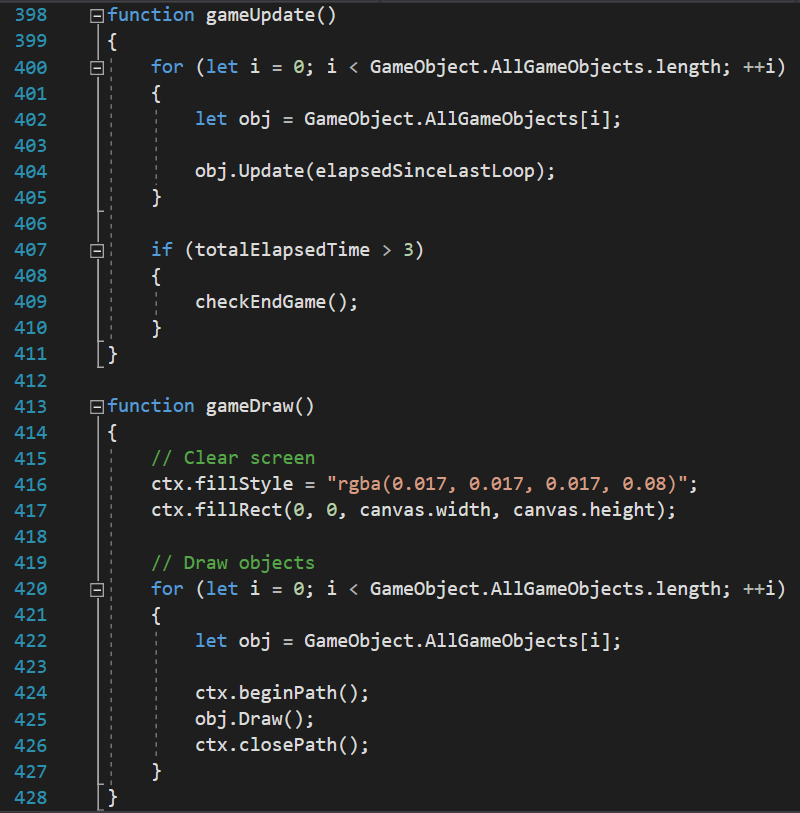 398 function gameUpdate()
399 {
400 for (let i = 0; i < GameObject.AllGameObjects.length; ++i)
401 {
402 let obj = GameObject.AllGameObjects[i];
403
404 obj.Update(elapsedSinceLastLoop);
405 }
406
407 if (totalElapsedTime > 3)
408 {
409 checkEndGame();
410 }
411 }
412
413 function gameDraw()
414 {
415 // Clear screen
416 ctx.fillStyle = "rgba(0.017, 0.017, 0.017, 0.08)";
417 ctx.fillRect(0, 0, canvas.width, canvas.height);
418
419 // Draw objects
420 for (let i = 0; i < GameObject.AllGameObjects.length; ++i)
421 {
422 let obj = GameObject.AllGameObjects[i];
423
424 ctx.beginPath();
425 obj.Draw();
426 ctx.closePath();
427 }
428 }